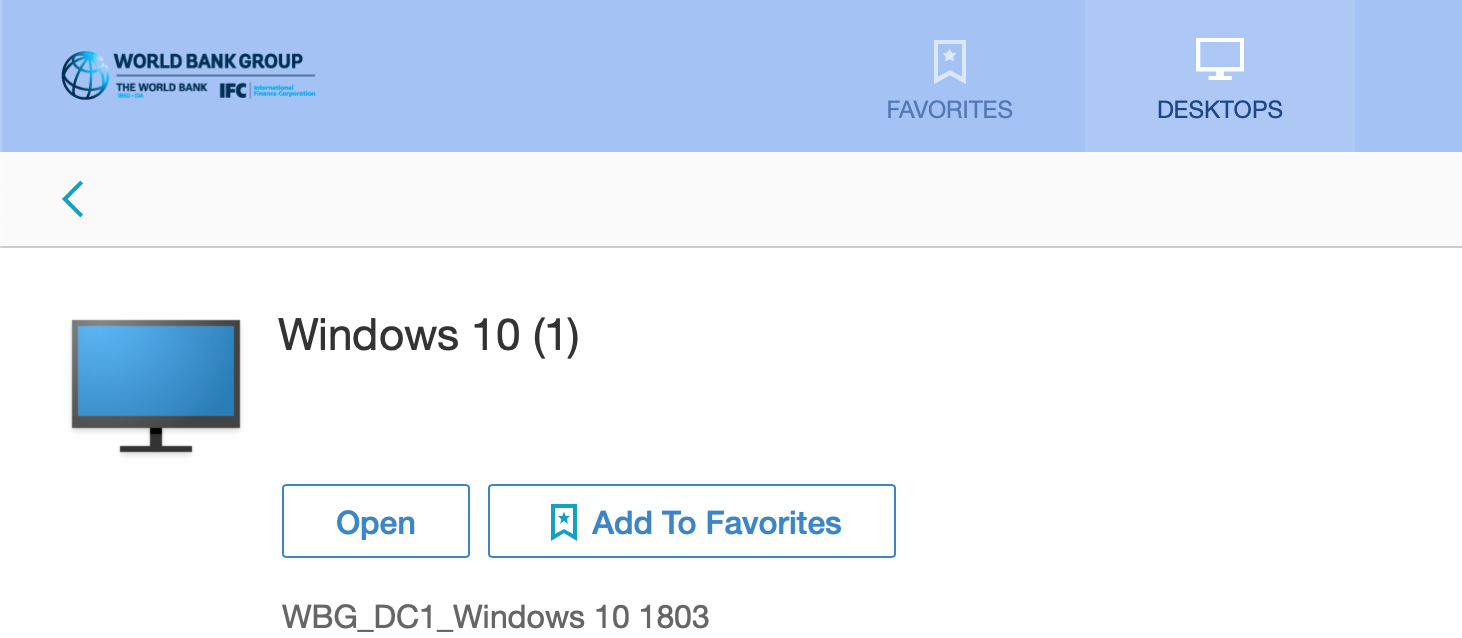 WORLD BANK GROUP
THE WORLD BANK
IBRD • IDA
IFC
International
Finance Corporation
FAVORITES
DESKTOPS
Windows 10 (1)
Open
Add To Favorites
WBG_DC1_Windows 10 1803